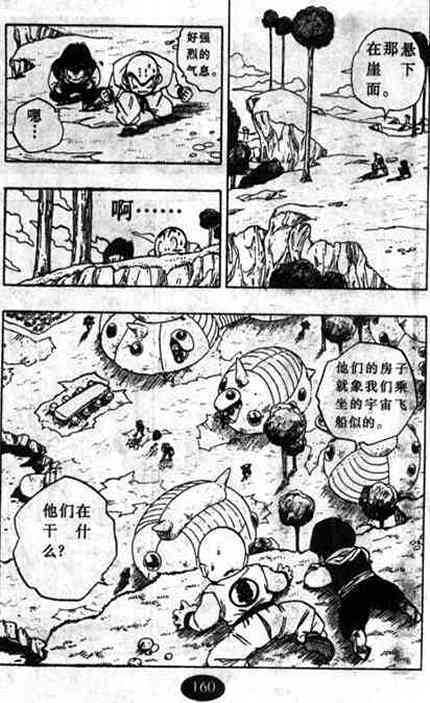 在那悬
崖下
面。
好强
烈的
气息。
嗯…
啊……
他们的房子
就象我们乘
坐的宇宙飞
船似的。
他们在
干什
么？
160